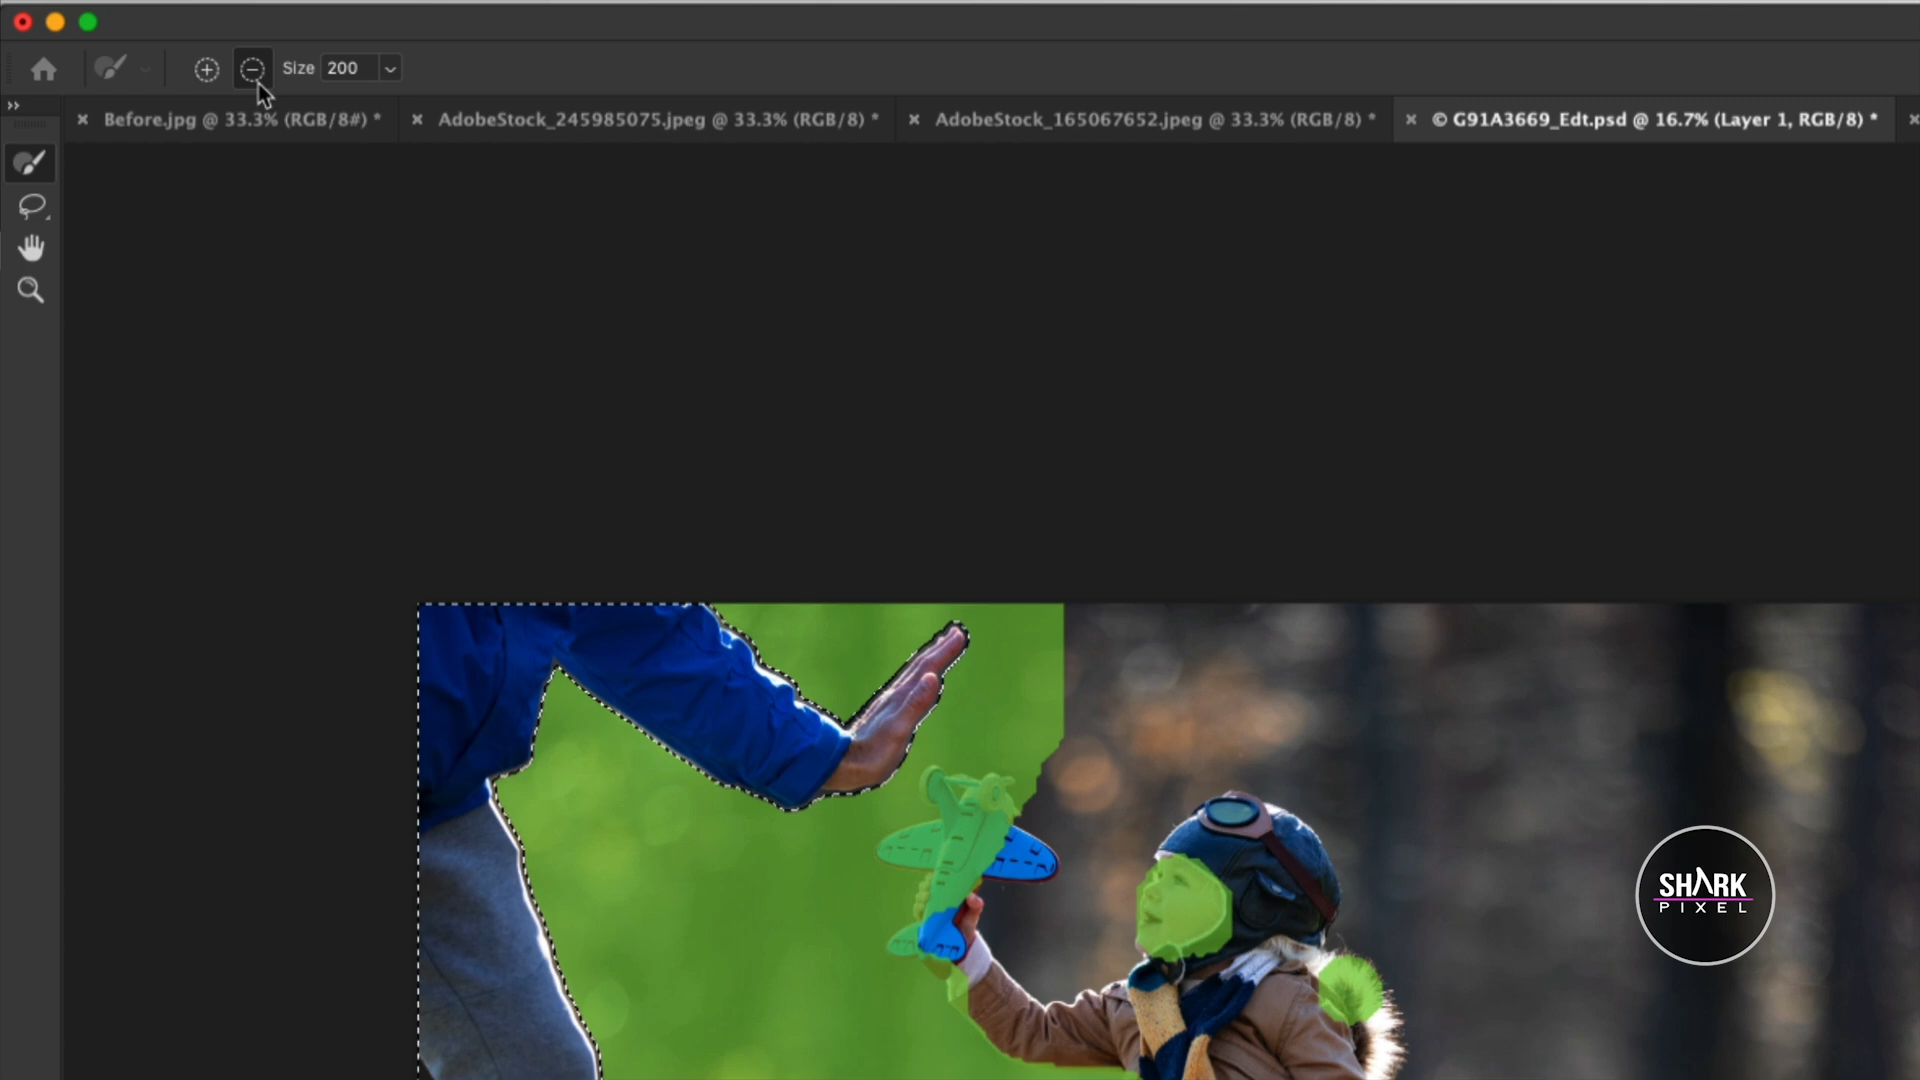 Size 200
Before.jpg @ 33.3% (RGB/8#) *
AdobeStock_245985075.jpeg @ 33.3% (RGB/8) *
AdobeStock_165067652.jpeg @ 33.3% (RGB/8) *
© G91A3669_Edt.psd @ 16.7% (Layer 1, RGB/8) *
SHARK
PIXEL